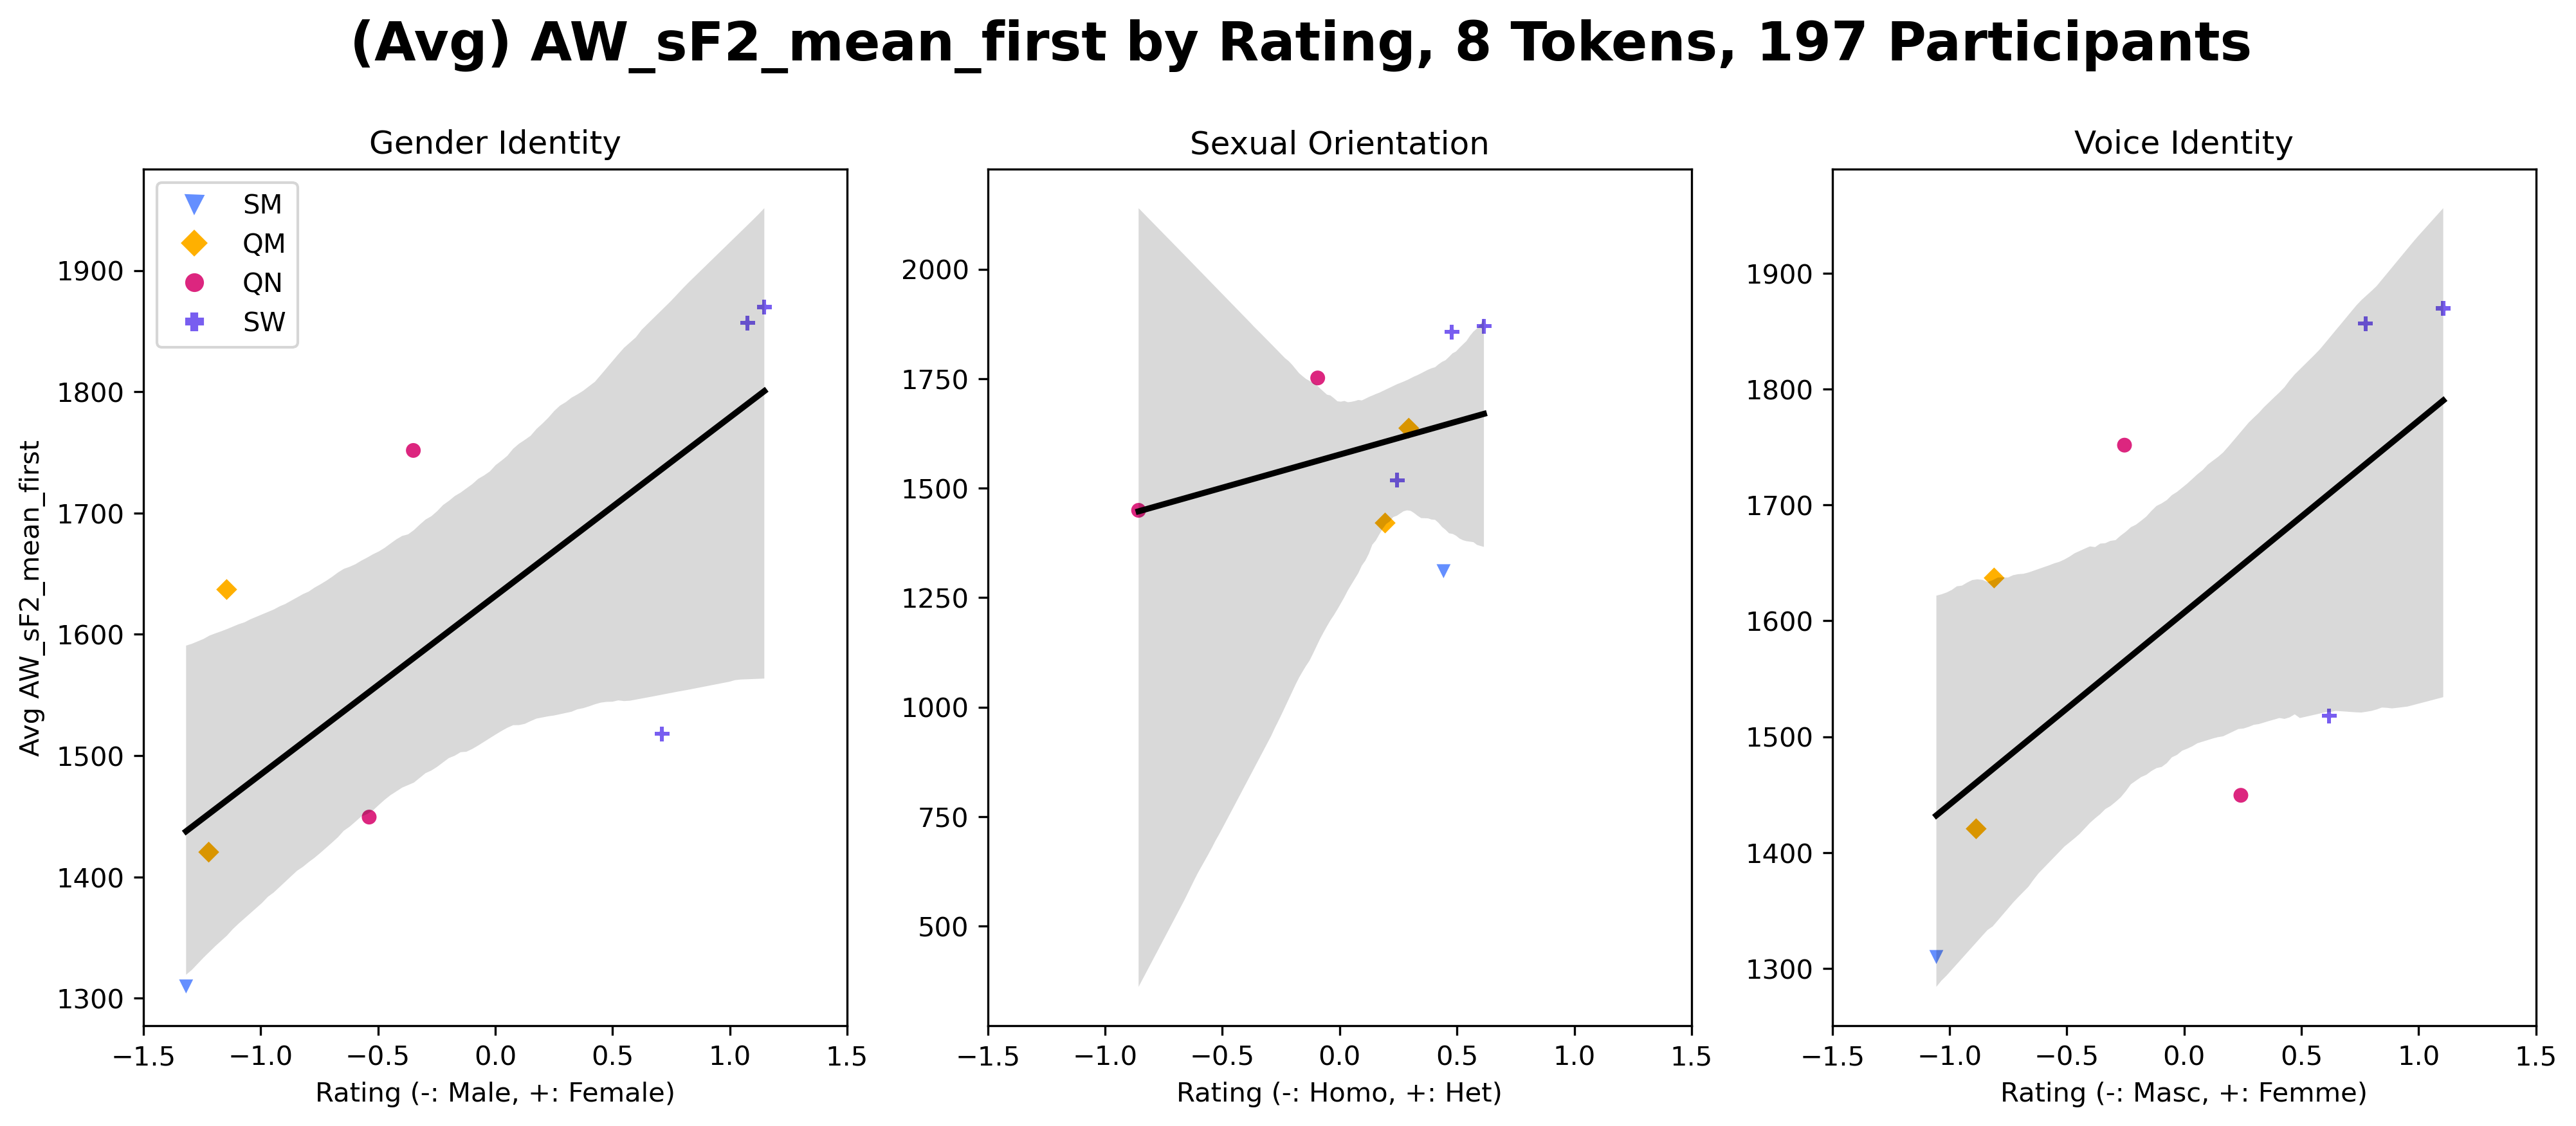 (Avg) AW_sF2_mean_first by Rating, 8 Tokens, 197 Participants
Gender Identity
SM
QM
QN
SW
Avg AW_sF2_mean_first
1900
1800
1700
1600
1500
1400
1300
−1.5 −1.0 −0.5 0.0 0.5 1.0 1.5
Rating (-: Male, +: Female)
Sexual Orientation
2000
1750
1500
1250
1000
750
500
−1.5 −1.0 −0.5 0.0 0.5 1.0 1.5
Rating (-: Homo, +: Het)
Voice Identity
1900
1800
1700
1600
1500
1400
1300
−1.5 −1.0 −0.5 0.0 0.5 1.0 1.5
Rating (-: Masc, +: Femme)